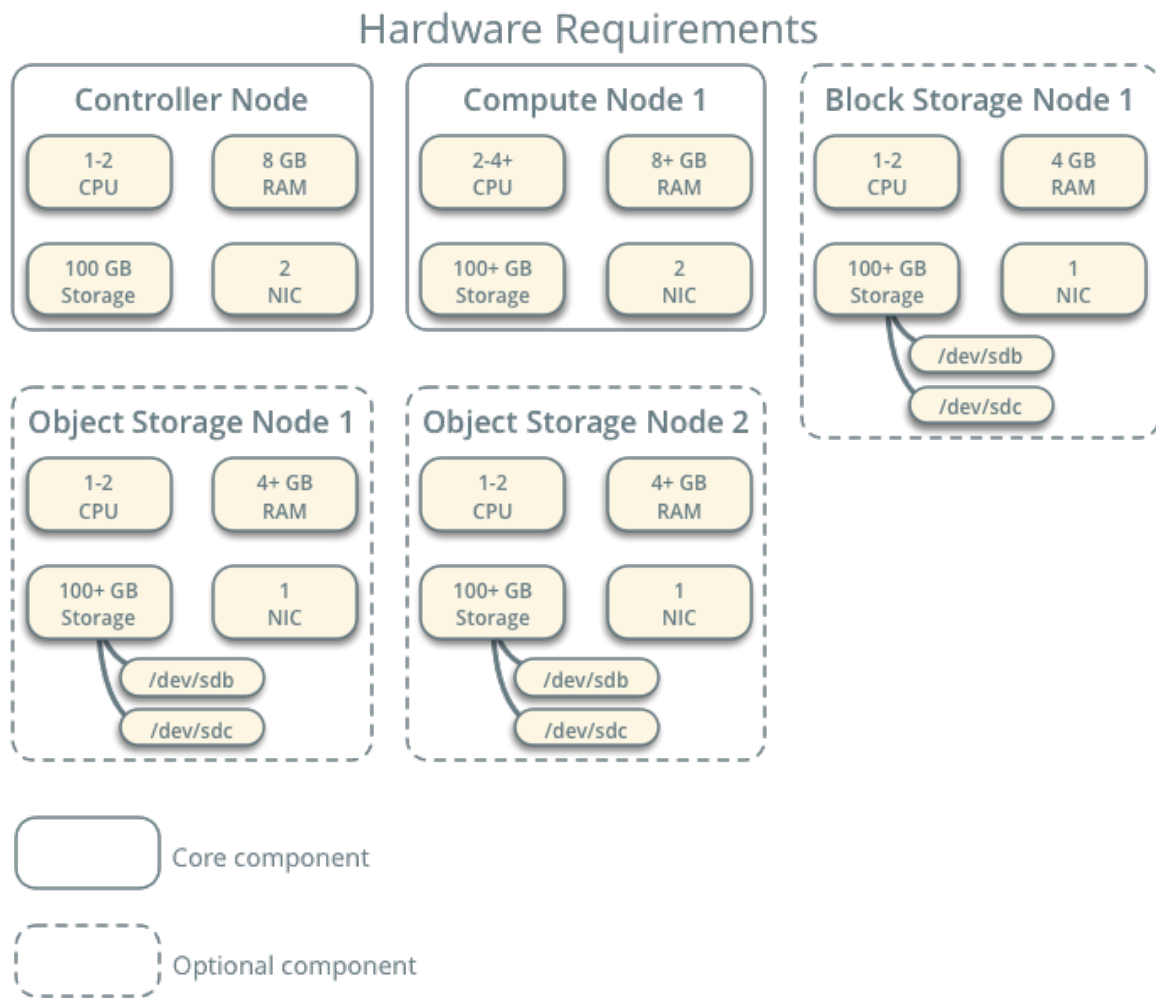 Hardware Requirements
Controller Node
1-2
CPU
8 GB
RAM
100 GB
Storage
2
NIC
Compute Node 1
2-4+
CPU
8+ GB
RAM
100+ GB
Storage
2
NIC
Block Storage Node 1
1-2
CPU
4 GB
RAM
100+ GB
Storage
1
NIC
/dev/sdb
/dev/sdc
Object Storage Node 1
1-2
CPU
4+ GB
RAM
100+ GB
Storage
1
NIC
/dev/sdb
/dev/sdc
Object Storage Node 2
1-2
CPU
4+ GB
RAM
100+ GB
Storage
1
NIC
/dev/sdb
/dev/sdc
Core component
Optional component